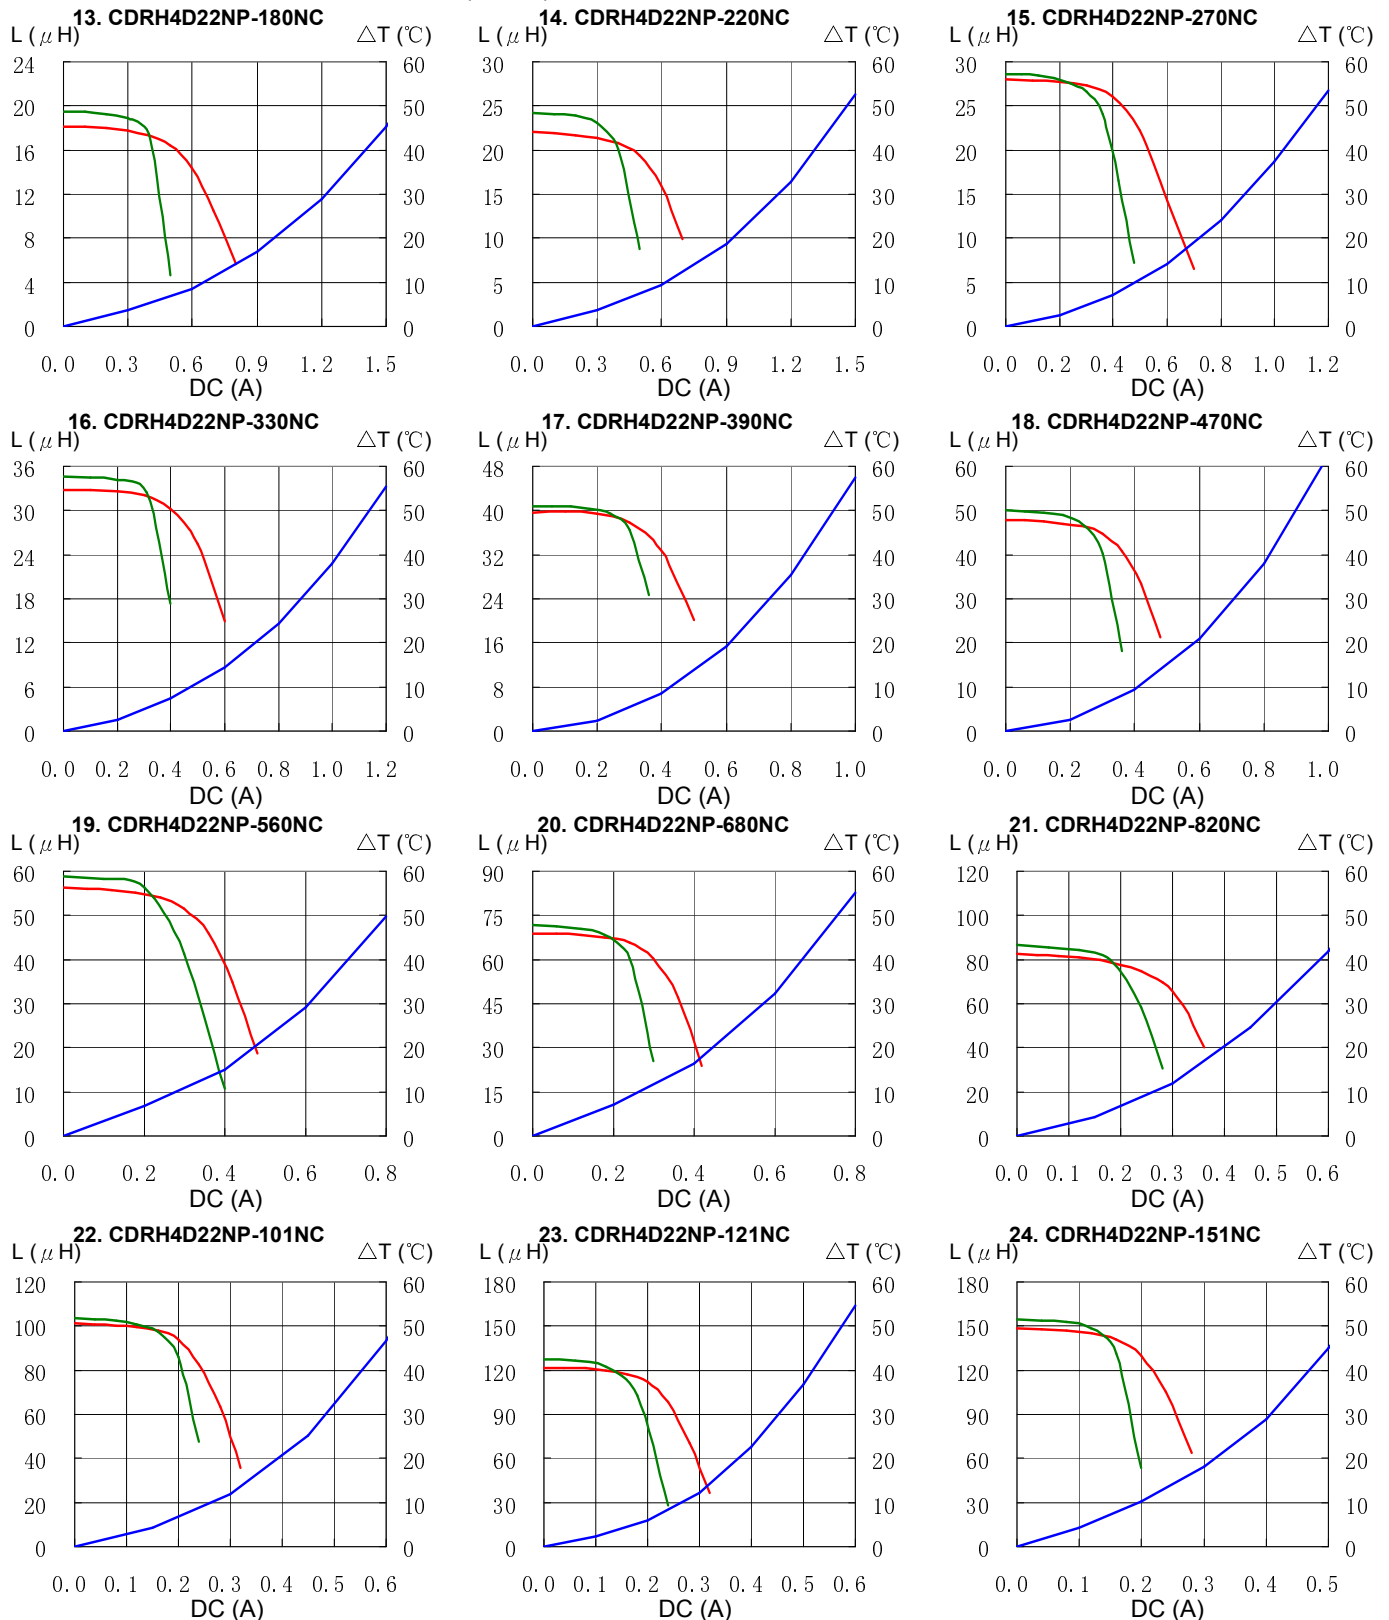 13. CDRH4D22NP-180NC
L (μH) △T (℃)
24 60
20 50
16 40
12 30
8 20
4 10
0 0
0.0 0.3 0.6 0.9 1.2 1.5
DC (A)
14. CDRH4D22NP-220NC
L (μH) △T (℃)
30 60
25 50
20 40
15 30
10 20
5 10
0 0
0.0 0.3 0.6 0.9 1.2 1.5
DC (A)
15. CDRH4D22NP-270NC
L (μH) △T (℃)
30 60
25 50
20 40
15 30
10 20
5 10
0 0
0.0 0.2 0.4 0.6 0.8 1.0 1.2
DC (A)
16. CDRH4D22NP-330NC
L (μH) △T (℃)
36 60
30 50
24 40
18 30
12 20
6 10
0 0
0.0 0.2 0.4 0.6 0.8 1.0 1.2
DC (A)
17. CDRH4D22NP-390NC
L (μH) △T (℃)
48 60
40 50
32 40
24 30
16 20
8 10
0 0
0.0 0.2 0.4 0.6 0.8 1.0
DC (A)
18. CDRH4D22NP-470NC
L (μH) △T (℃)
60 60
50 50
40 40
30 30
20 20
10 10
0 0
0.0 0.2 0.4 0.6 0.8 1.0
DC (A)
19. CDRH4D22NP-560NC
L (μH) △T (℃)
60 60
50 50
40 40
30 30
20 20
10 10
0 0
0.0 0.2 0.4 0.6 0.8
DC (A)
20. CDRH4D22NP-680NC
L (μH) △T (℃)
90 60
75 50
60 40
45 30
30 20
15 10
0 0
0.0 0.2 0.4 0.6 0.8
DC (A)
21. CDRH4D22NP-820NC
L (μH) △T (℃)
120 60
100 50
80 40
60 30
40 20
20 10
0 0
0.0 0.1 0.2 0.3 0.4 0.5 0.6
DC (A)
22. CDRH4D22NP-101NC
L (μH) △T (℃)
120 60
100 50
80 40
60 30
40 20
20 10
0 0
0.0 0.1 0.2 0.3 0.4 0.5 0.6
DC (A)
23. CDRH4D22NP-121NC
L (μH) △T (℃)
180 60
150 50
120 40
90 30
60 20
30 10
0 0
0.0 0.1 0.2 0.3 0.4 0.5 0.6
DC (A)
24. CDRH4D22NP-151NC
L (μH) △T (℃)
180 60
150 50
120 40
90 30
60 20
30 10
0 0
0.0 0.1 0.2 0.3 0.4 0.5
DC (A)